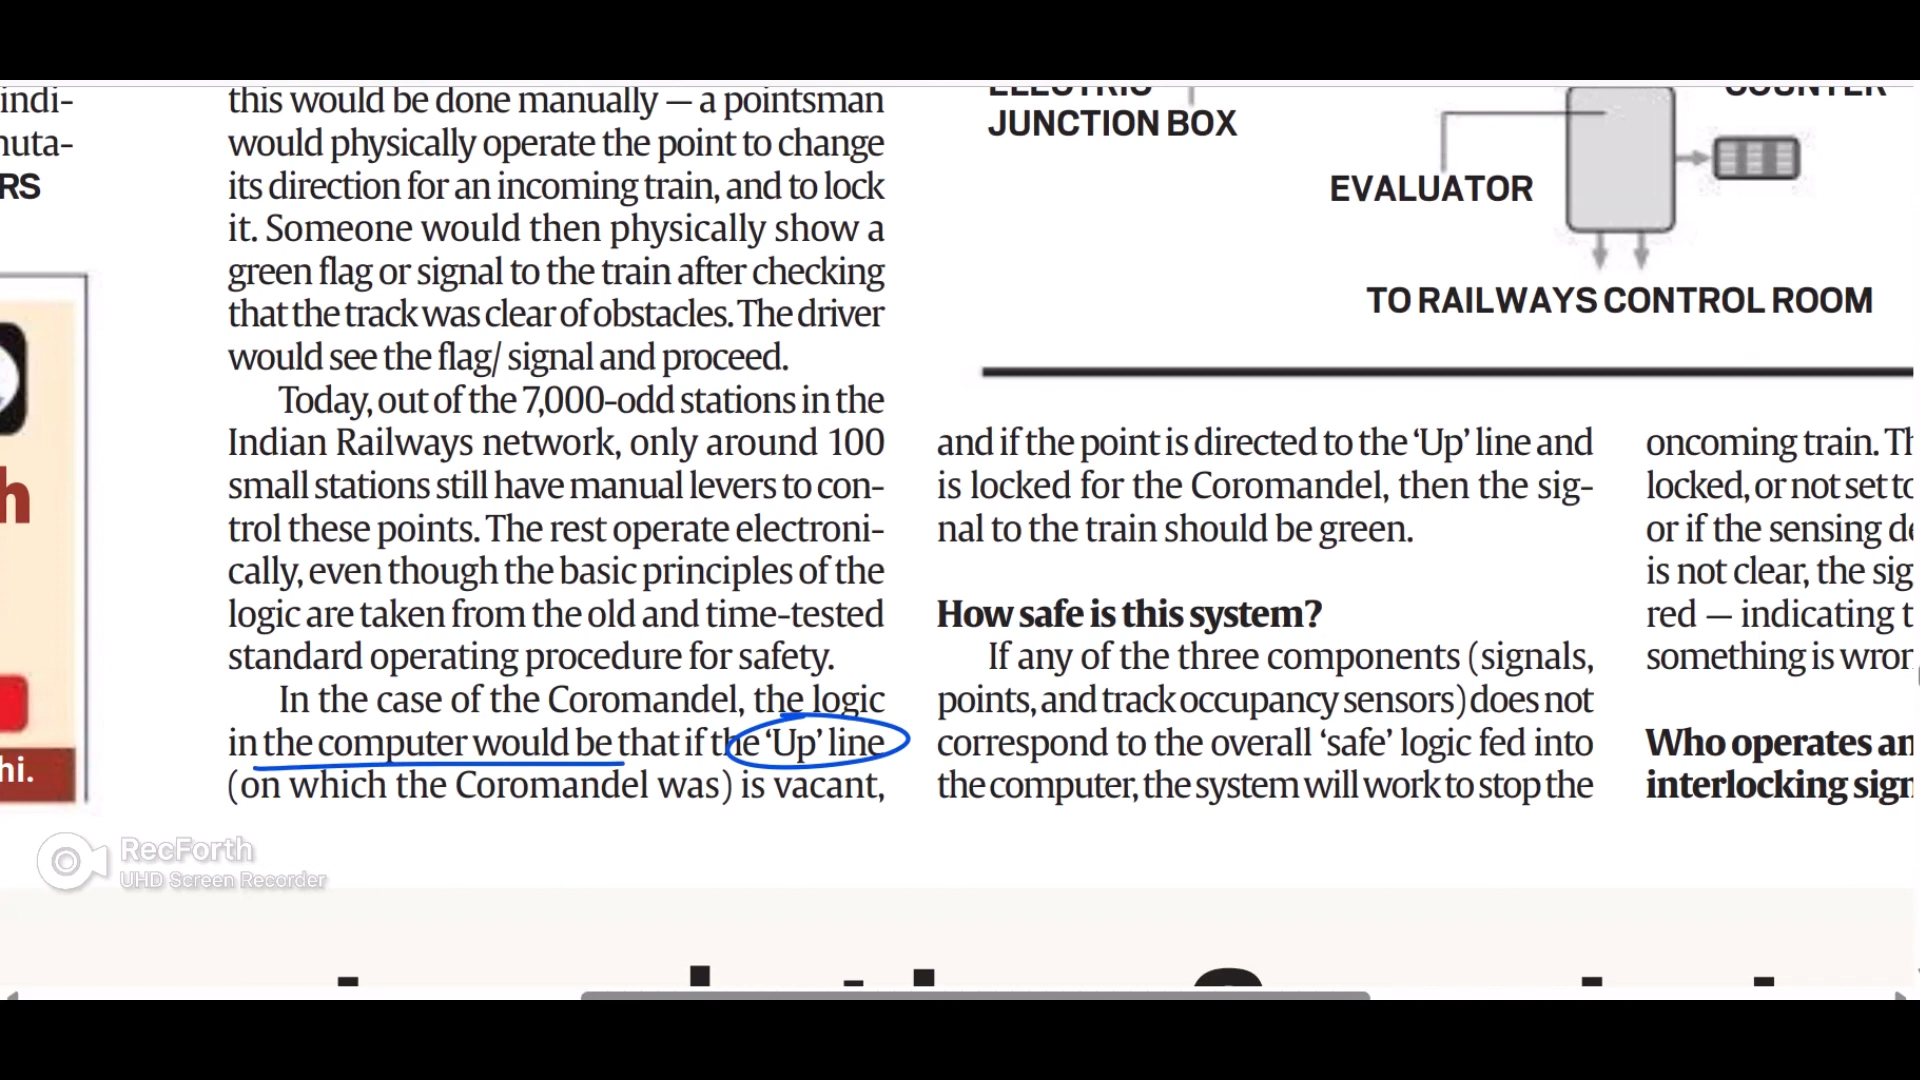 indi-
RS
h
hi.
this would be done manually — a pointsman
would physically operate the point to change
its direction for an incoming train, and to lock
it. Someone would then physically show a
green flag or signal to the train after checking
that the track was clear of obstacles. The driver
would see the flag/ signal and proceed.
Today, out of the 7,000-odd stations in the
Indian Railways network, only around 100
small stations still have manual levers to con-
trol these points. The rest operate electroni-
cally, even though the basic principles of the
logic are taken from the old and time-tested
standard operating procedure for safety.
In the case of the Coromandel, the logic
in the computer would be that if the ‘Up’ line
(on which the Coromandel was) is vacant,
ELECTRIC
JUNCTION BOX
COUNTER
EVALUATOR
TO RAILWAYS CONTROL ROOM
and if the point is directed to the ‘Up’ line and
is locked for the Coromandel, then the sig-
nal to the train should be green.
How safe is this system?
If any of the three components (signals,
points, and track occupancy sensors) does not
correspond to the overall ‘safe’ logic fed into
the computer, the system will work to stop the
oncoming train.
locked, or not set
or if the sensing
is not clear, the
red — indicating
something is
Who operates
interlocking
RecForth
UHD Screen Recorder